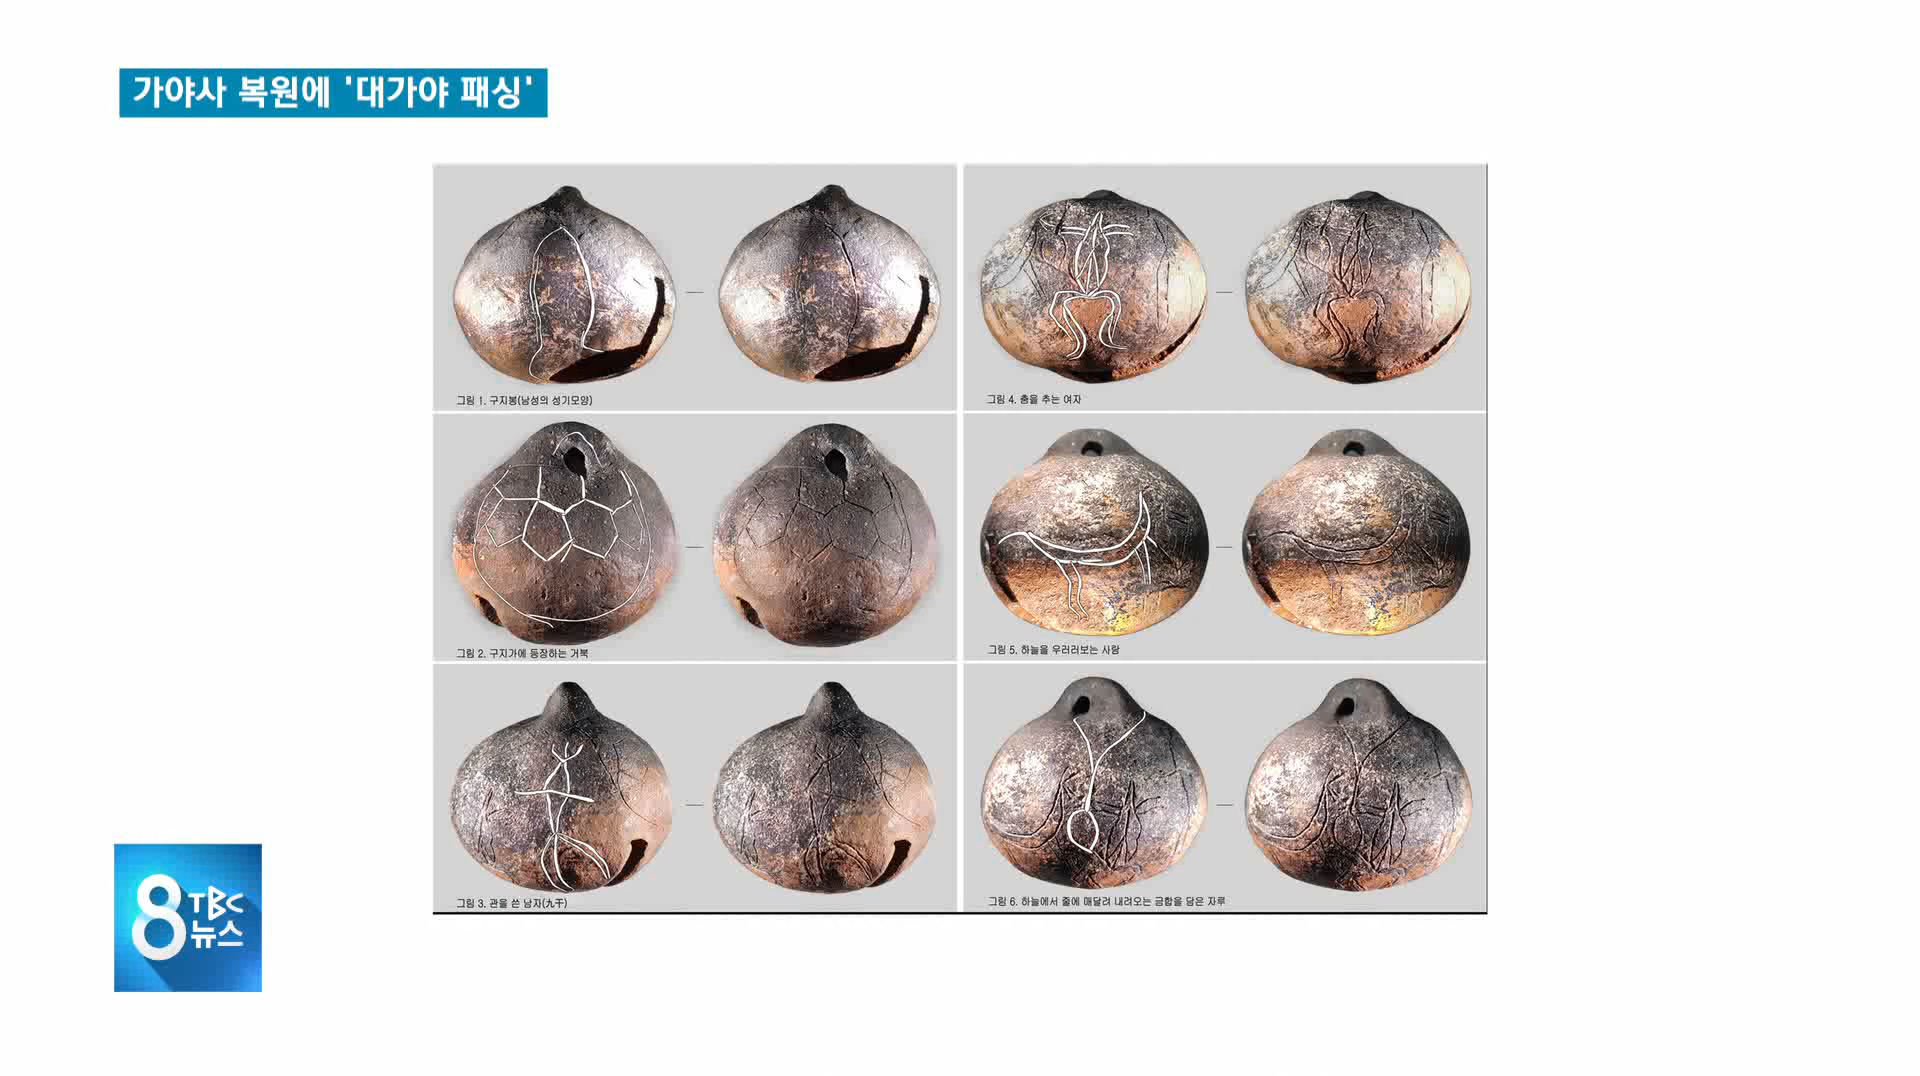 가야사 복원에 '대가야 패싱'
그림 1. 구지봉(남성의 성기모양)
그림 4. 춤을 추는 여자
그림 2. 구지가에 등장하는 거북
그림 5. 하늘을 우러러보는 사람
그림 3. 관을 쓴 남자(九干)
그림 6. 하늘에서 줄에 매달려 내려오는 금합을 담은 자루
8 TBC
뉴스